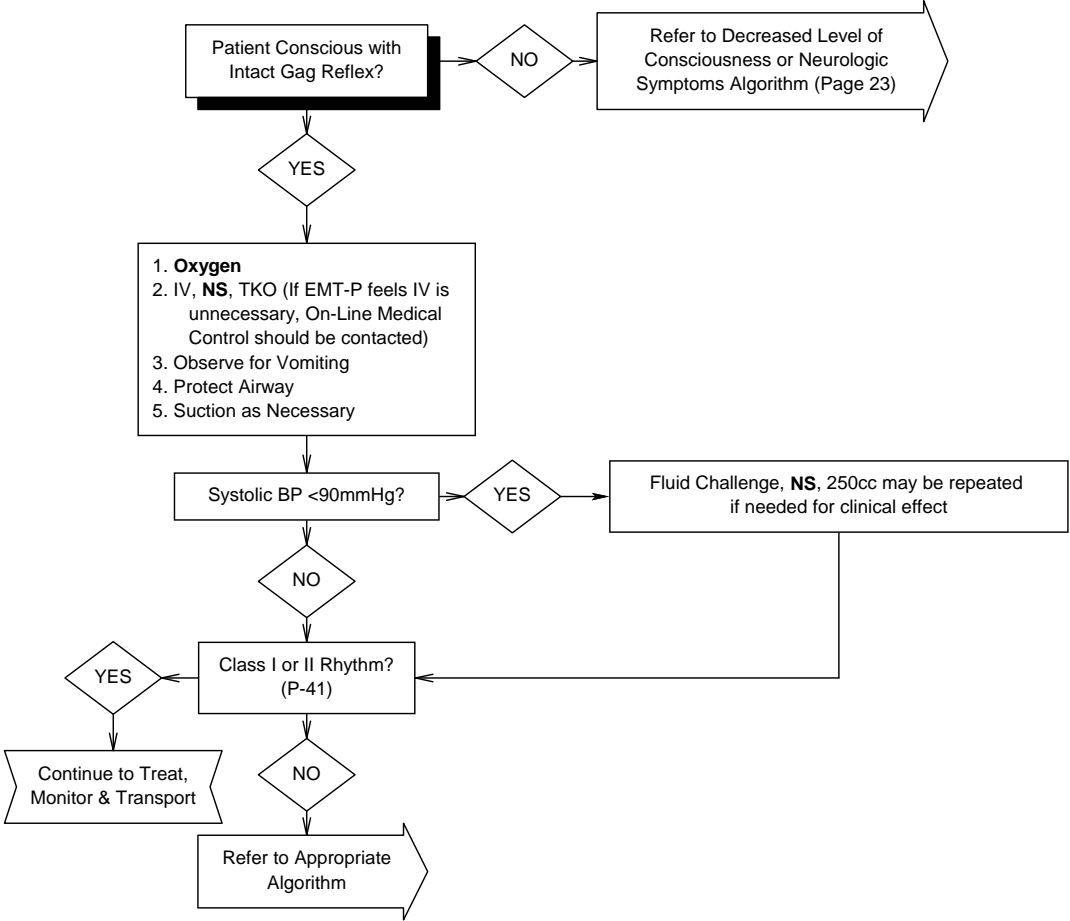 Patient Conscious with
Intact Gag Reflex?
NO
Refer to Decreased Level of
Consciousness or Neurologic
Symptoms Algorithm (Page 23)
YES
1. Oxygen
2. IV, NS, TKO (If EMT-P feels IV is
unnecessary, On-Line Medical
Control should be contacted)
3. Observe for Vomiting
4. Protect Airway
5. Suction as Necessary
Systolic BP <90mmHg?
YES
Fluid Challenge, NS, 250cc may be repeated
if needed for clinical effect
NO
Class I or II Rhythm?
(P-41)
YES
Continue to Treat,
Monitor & Transport
NO
Refer to Appropriate
Algorithm